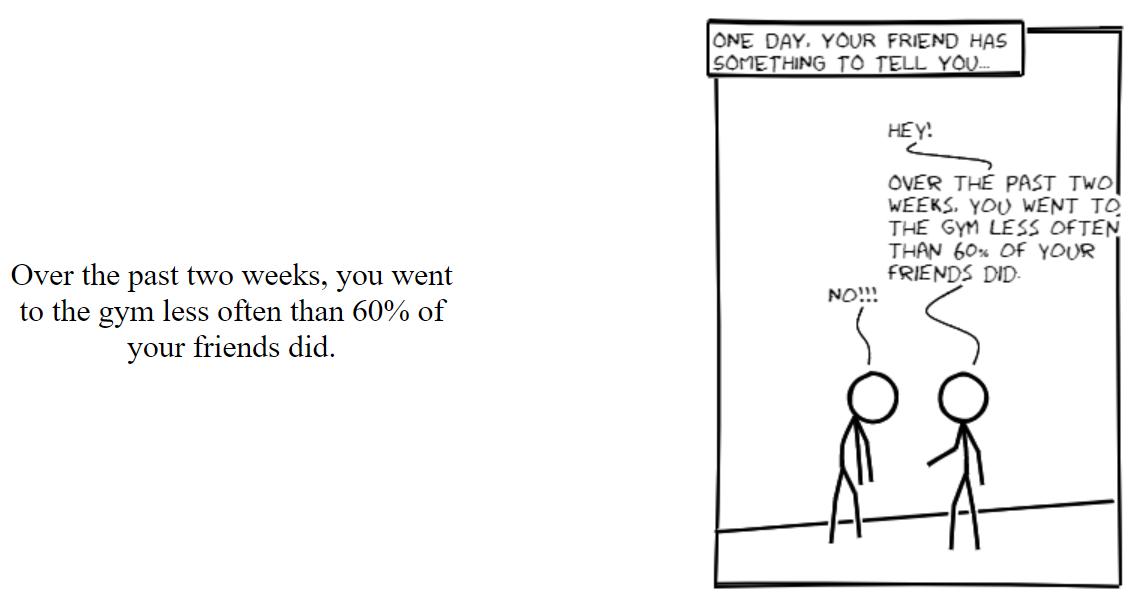 Over the past two weeks, you went
to the gym less often than 60% of
your friends did.
ONE DAY, YOUR FRIEND HAS
SOMETHING TO TELL YOU...
HEY!
OVER THE PAST TWO
WEEKS, YOU WENT TO
THE GYM LESS OFTEN
THAN 60% OF YOUR
FRIENDS DID.
NO!!!